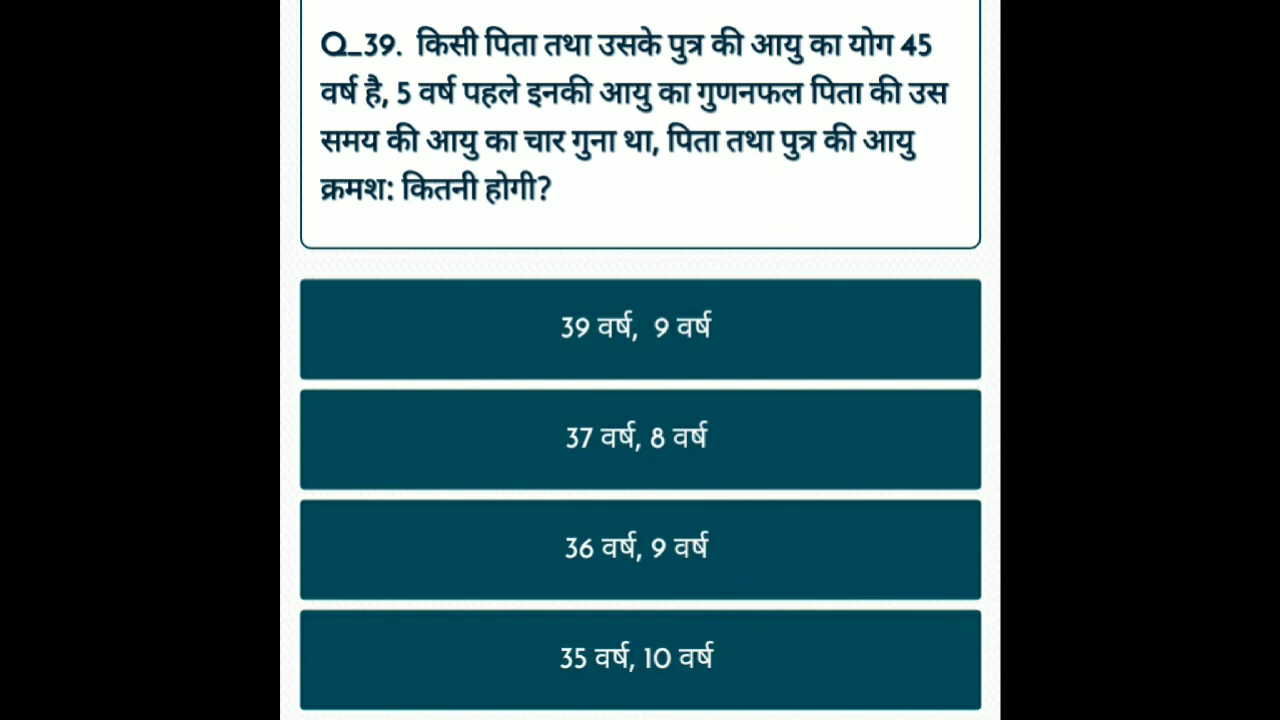 Q_39. किसी पिता तथा उसके पुत्र की आयु का योग 45
वर्ष है, 5 वर्ष पहले इनकी आयु का गुणनफल पिता की उस
समय की आयु का चार गुना था, पिता तथा पुत्र की आयु
क्रमश: कितनी होगी?
39 वर्ष, 9 वर्ष
37 वर्ष, 8 वर्ष
36 वर्ष, 9 वर्ष
35 वर्ष, 10 वर्ष